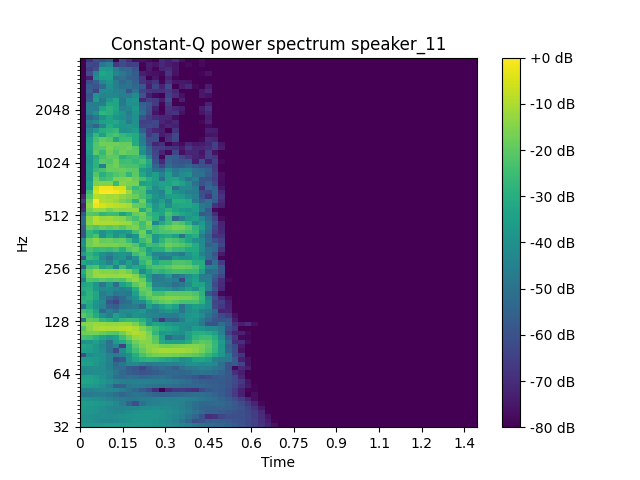 Constant-Q power spectrum speaker_11
+0 dB
-10 dB
-20 dB
-30 dB
-40 dB
-50 dB
-60 dB
-70 dB
-80 dB
2048
1024
512
256
128
64
32
Hz
0 0.15 0.3 0.45 0.6 0.75 0.9 1.1 1.2 1.4
Time